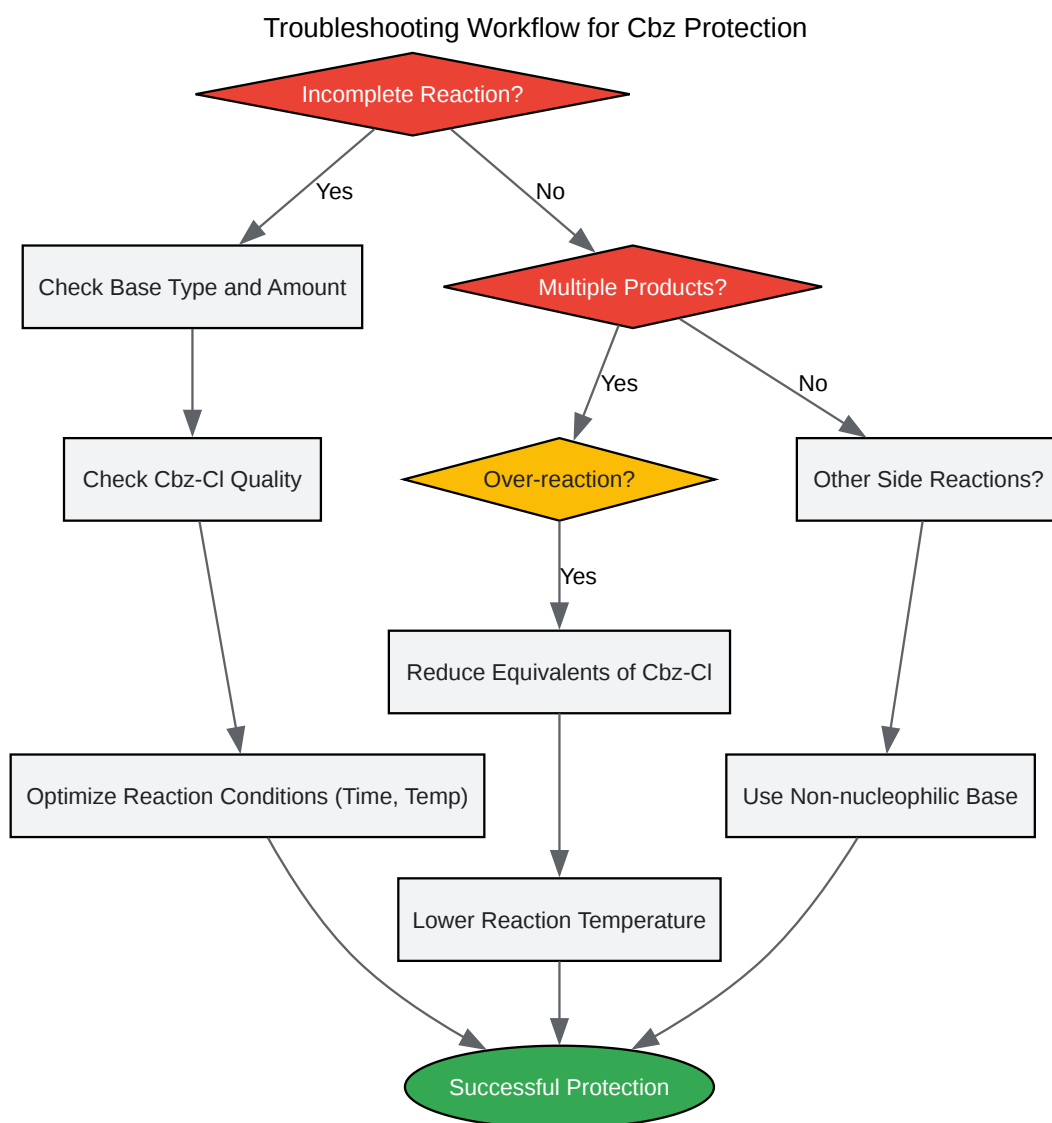 Troubleshooting Workflow for Cbz Protection
Incomplete Reaction?
Yes
No
Check Base Type and Amount
Multiple Products?
Yes
No
Check Cbz-Cl Quality
Over-reaction?
Other Side Reactions?
Yes
Reduce Equivalents of Cbz-Cl
Optimize Reaction Conditions (Time, Temp)
Use Non-nucleophilic Base
Lower Reaction Temperature
Successful Protection